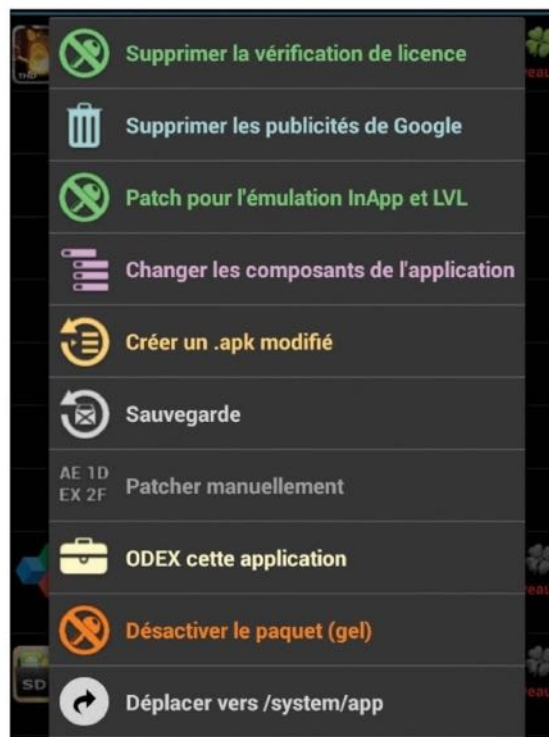 Supprimer la vérification de licence
Supprimer les publicités de Google
Patch pour l'émulation InApp et LVL
Changer les composants de l'application
Créer un .apk modifié
Sauvegarde
AE 1D
EX 2F
Patcher manuellement
ODEX cette application
Désactiver le paquet (gel)
SD
Déplacer vers /system/app